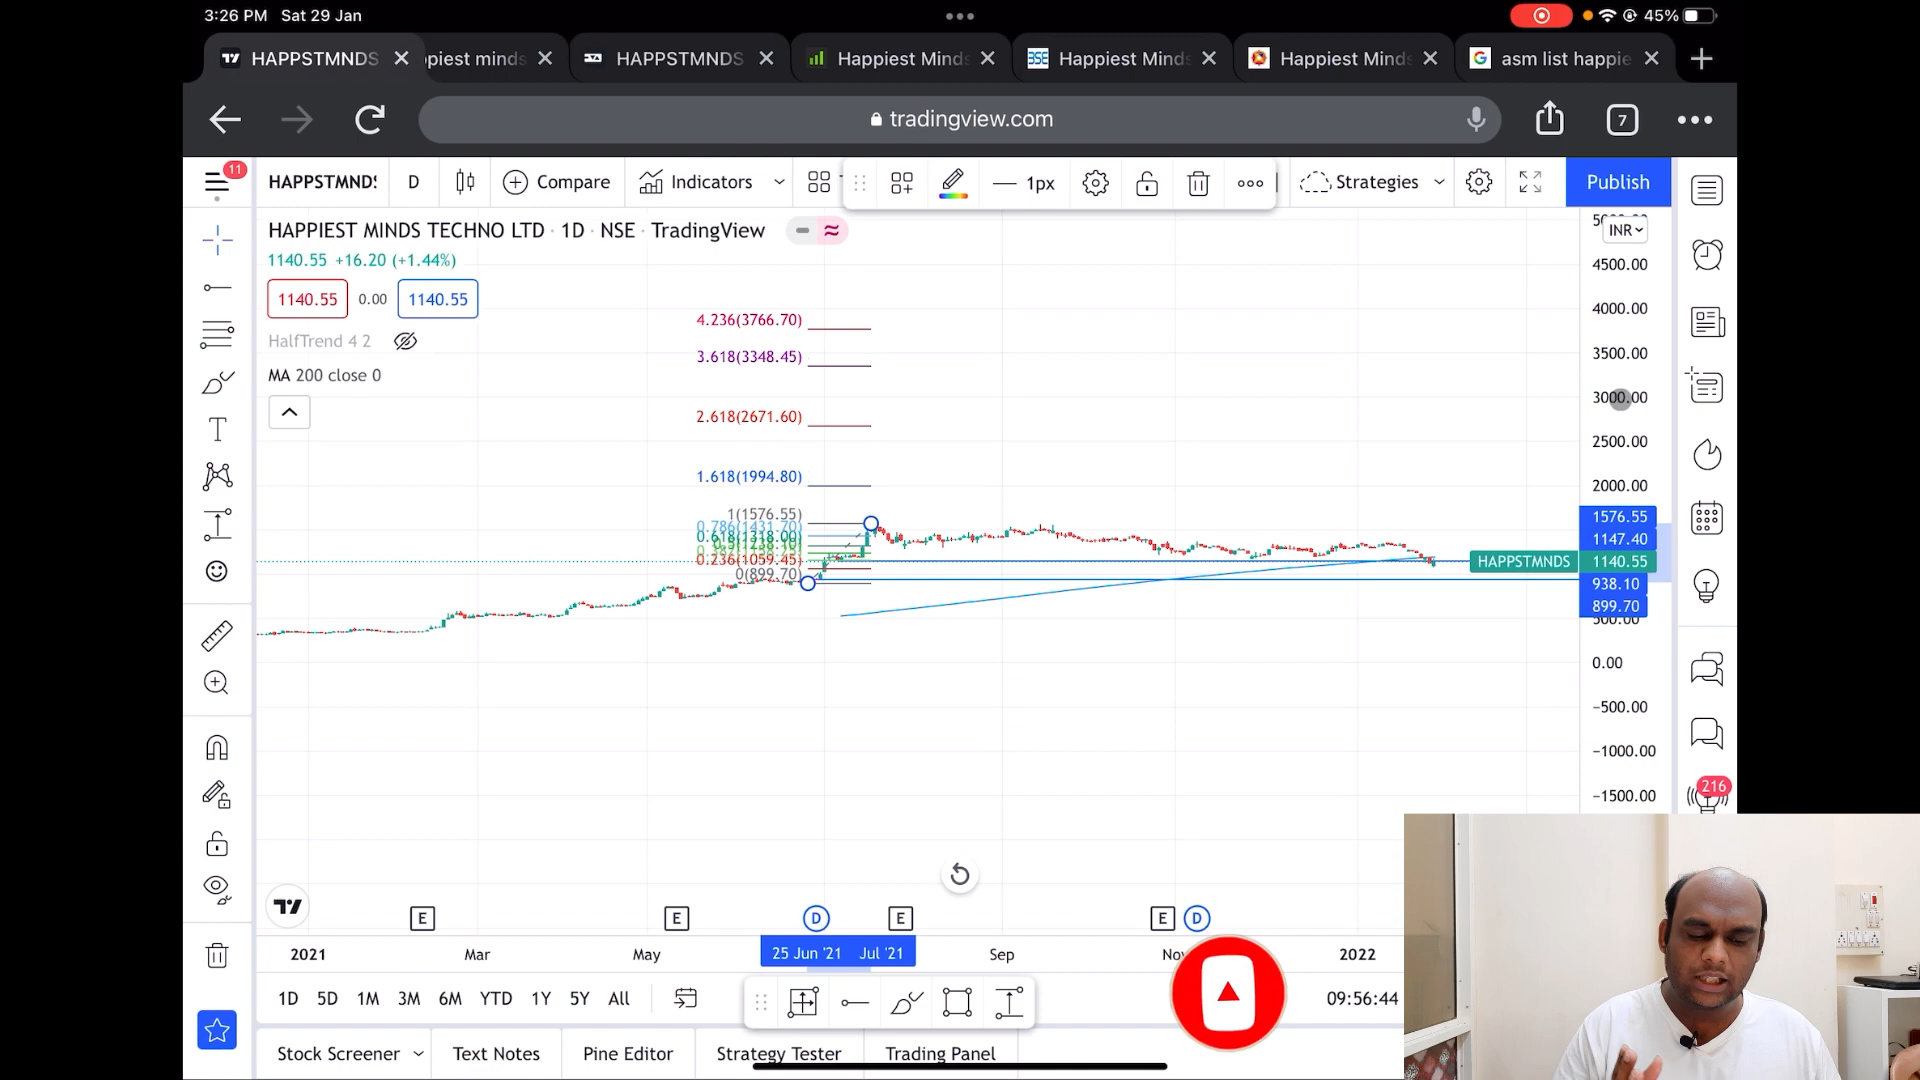 3:26 PM Sat 29 Jan
45%
HAPPSTMNDS
piest minds
HAPPSTMNDS
Happiest Minds
BSE Happiest Minds
Happiest Minds
asm list happie
tradingview.com
7
11
HAPPSTMND!
D
Compare
Indicators
1px
Strategies
Publish
HAPPIEST MINDS TECHNO LTD · 1D · NSE · TradingView
1140.55 +16.20 (+1.44%)
1140.55 0.00 1140.55
HalfTrend 4 2
MA 200 close 0
INR
4500.00
4000.00
3500.00
3000.00
2500.00
2000.00
1576.55
1147.40
HAPPSTMNDS 1140.55
938.10
899.70
500.00
0.00
−500.00
−1000.00
−1500.00
4.236(3766.70)
3.618(3348.45)
2.618(2671.60)
1.618(1994.80)
1(1576.55)
0.786(1431.70)
0.618(1318.00)
0.5(1238.10)
0.236(1059.45)
0(899.70)
216
E E D E E D
2021 Mar May 25 Jun '21 Jul '21 Sep 2022
1D 5D 1M 3M 6M YTD 1Y 5Y All
09:56:44
Stock Screener Text Notes Pine Editor Strategy Tester Trading Panel